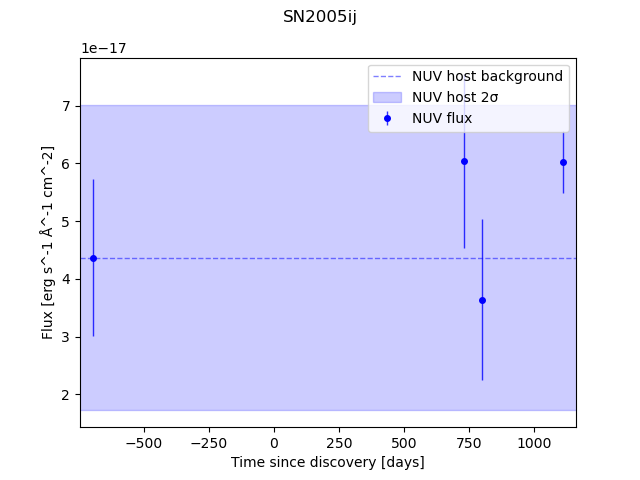 SN2005ij
1e−17
NUV host background
NUV host 2σ
NUV flux
7
6
5
4
3
2
Flux [erg s^-1 Å^-1 cm^-2]
−500 −250 0 250 500 750 1000
Time since discovery [days]